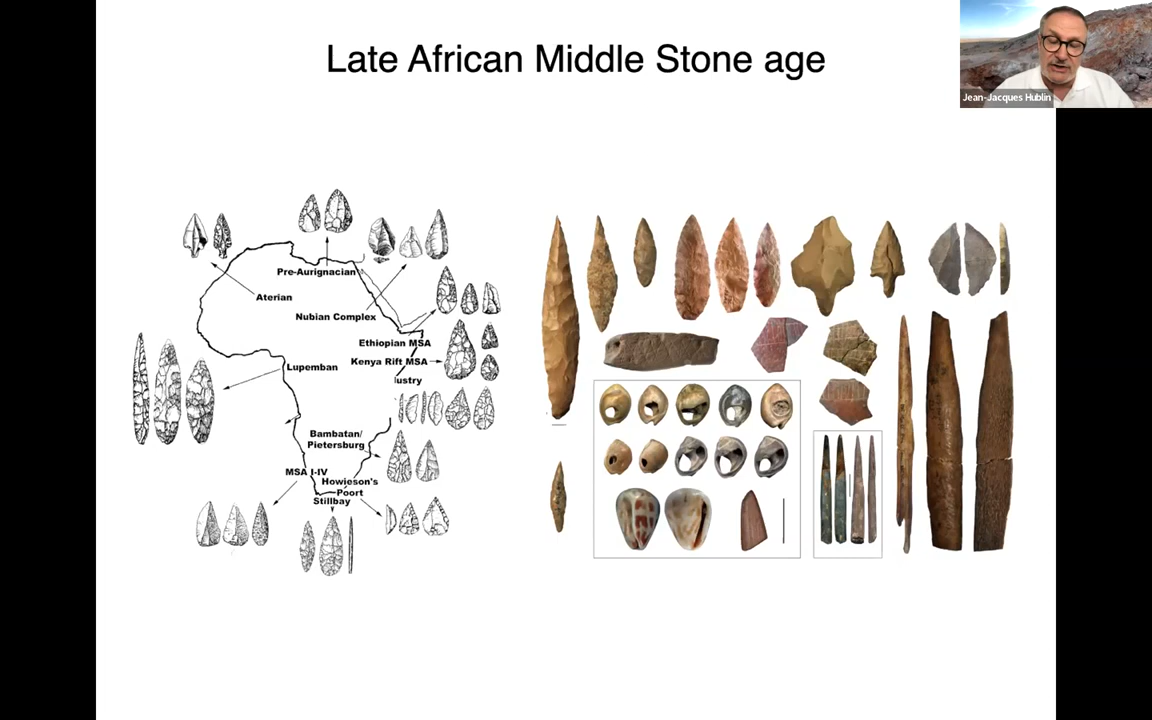 Late African Middle Stone age
Jean-Jacques Hublin
Pre-Aurignacian
Aterian
Nubian Complex
Ethiopian MSA
Kenya Rift MSA
lustry
Lupemban
Bambatan/
Pietersburg
MSA I-IV
Howieson's
Poort
Stillbay